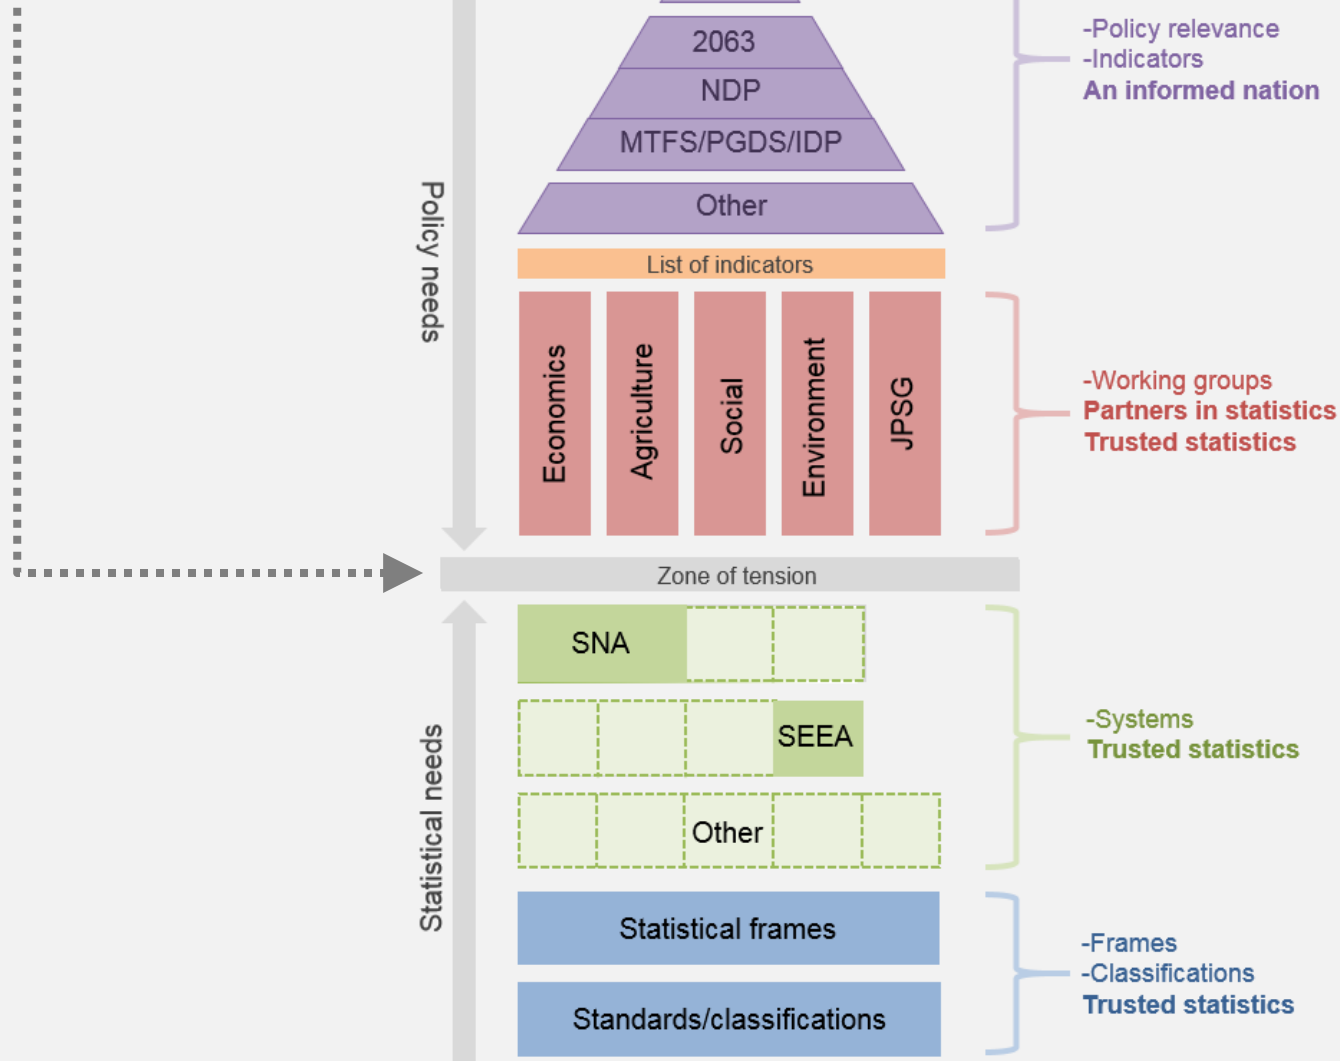 2063
NDP
MTFS/PGDS/IDP
Other
-Policy relevance
-Indicators
An informed nation
Policy needs
List of indicators
Economics
Agriculture
Social
Environment
JPSG
-Working groups
Partners in statistics
Trusted statistics
Zone of tension
Statistical needs
SNA
SEEA
Other
-Systems
Trusted statistics
Statistical frames
Standards/classifications
-Frames
-Classifications
Trusted statistics